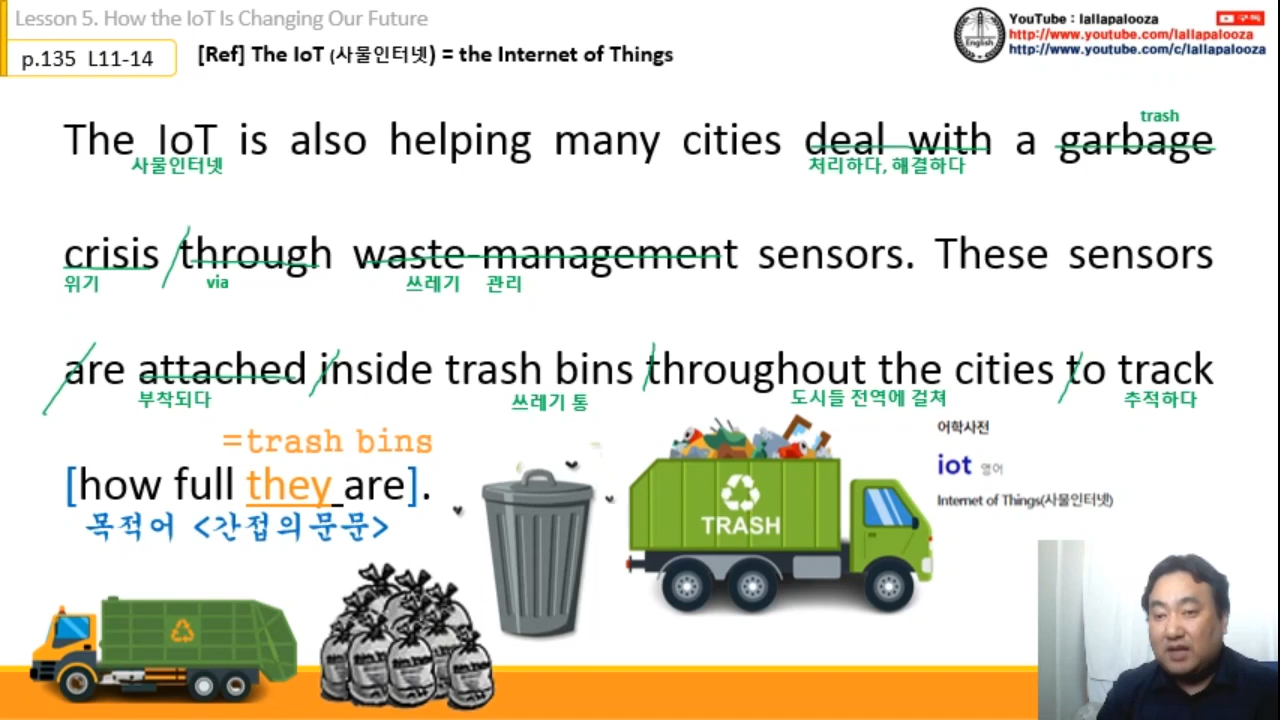 Lesson 5. How the IoT Is Changing Our Future
p.135 L11-14
[Ref] The IoT (사물인터넷) = the Internet of Things
English
YouTube : lallapalooza
구독
http://www.youtube.com/lallapalooza
http://www.youtube.com/c/lallapalooza
trash
The IoT is also helping many cities deal with a garbage
사물인터넷 처리하다, 해결하다
crisis through waste-management sensors. These sensors
위기 via 쓰레기 관리
are attached inside trash bins throughout the cities to track
부착되다 쓰레기 통 도시들 전역에 걸쳐 추적하다
=trash bins
[how full they are].
목적어 <간접의문문>
어학사전
iot 영어
Internet of Things(사물인터넷)
TRASH